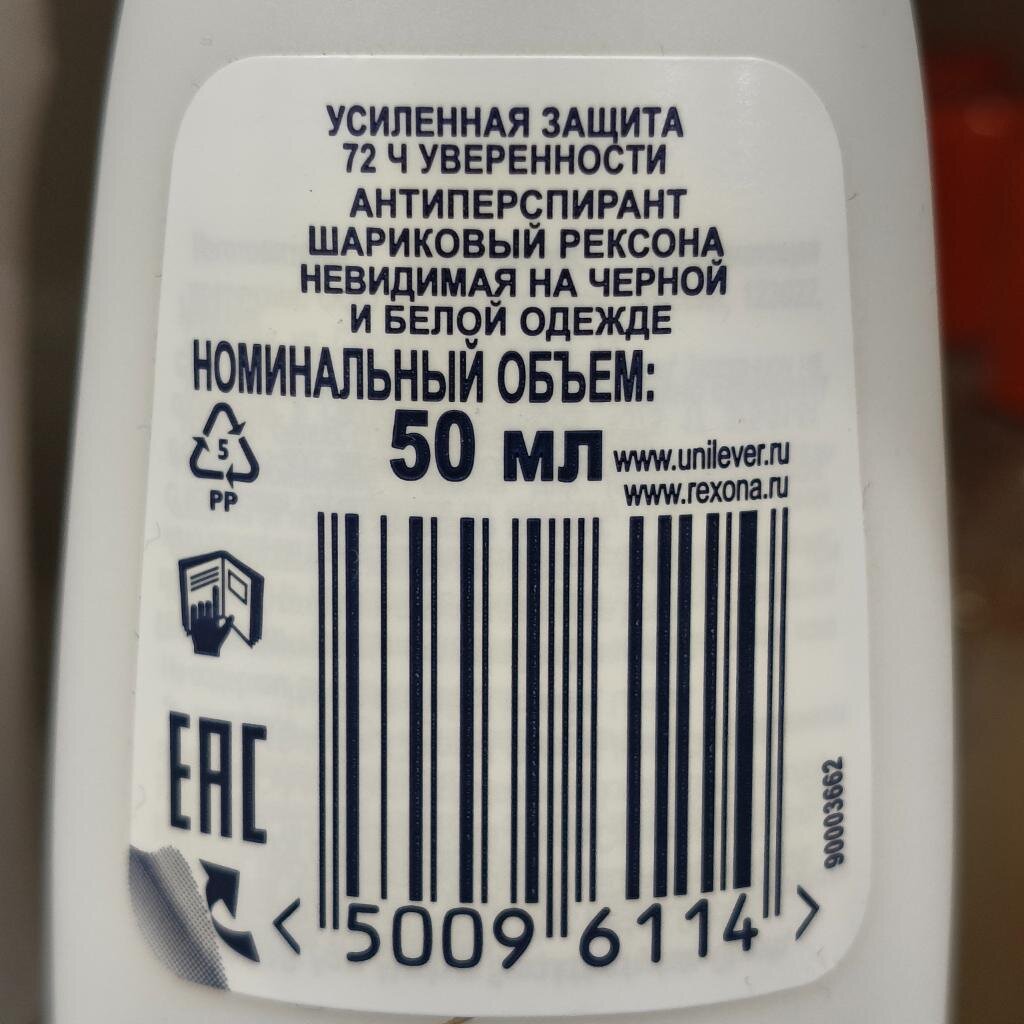 УСИЛЕННАЯ ЗАЩИТА
72 Ч УВЕРЕННОСТИ
АНТИПЕРСПИРАНТ
ШАРИКОВЫЙ РЕКСОНА
НЕВИДИМАЯ НА ЧЕРНОЙ
И БЕЛОЙ ОДЕЖДЕ
НОМИНАЛЬНЫЙ ОБЪЕМ:
50 мл
www.unilever.ru
www.rexona.ru
5
PP
EAC
90003662
< 5009 6114 >